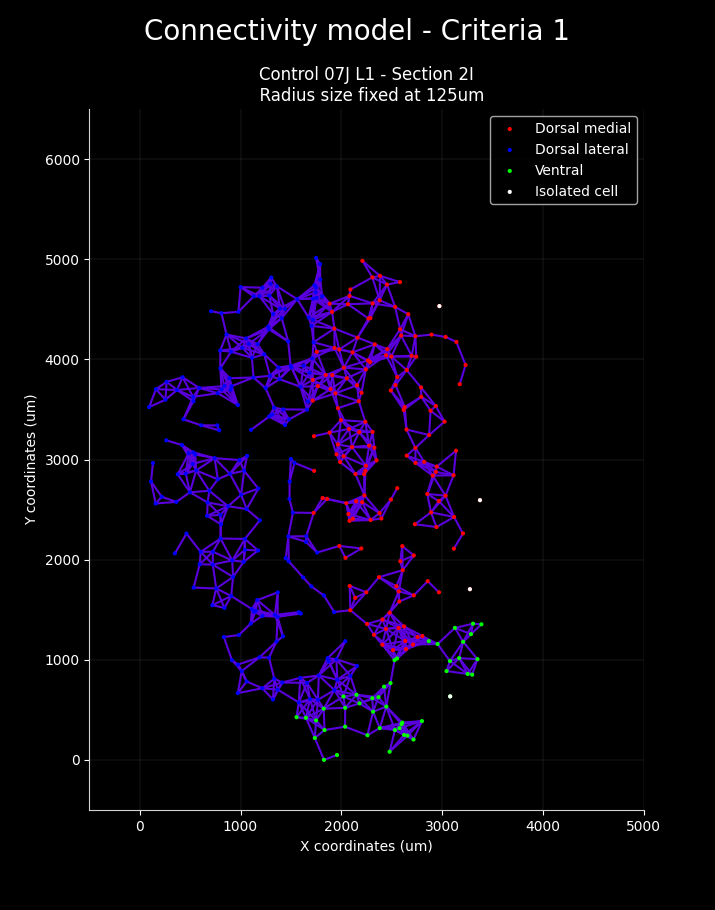 Connectivity model - Criteria 1
Control 07J L1 - Section 2I
Radius size fixed at 125um
Dorsal medial
Dorsal lateral
Ventral
Isolated cell
6000
5000
4000
3000
2000
1000
0
Y coordinates (um)
0 1000 2000 3000 4000 5000
X coordinates (um)